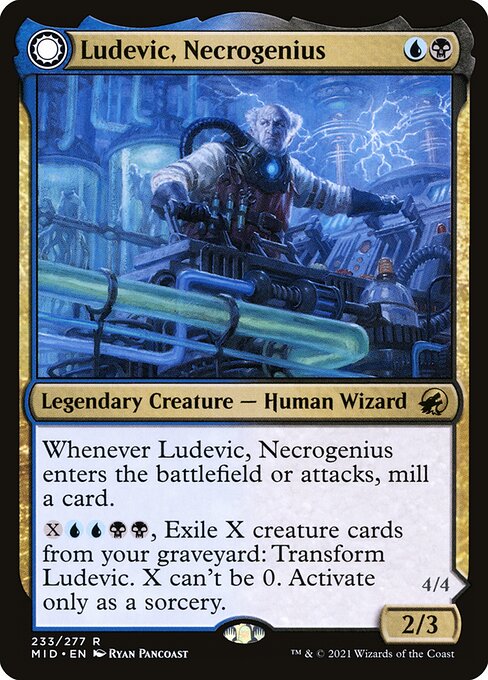 Ludevic, Necrogenius
Legendary Creature — Human Wizard
Whenever Ludevic, Necrogenius
enters the battlefield or attacks, mill
a card.
X, Exile X creature cards
from your graveyard: Transform
Ludevic. X can't be 0. Activate
only as a sorcery.
4/4
2/3
233/277 R
MID • EN Ryan Pancoast
™ & © 2021 Wizards of the Coast